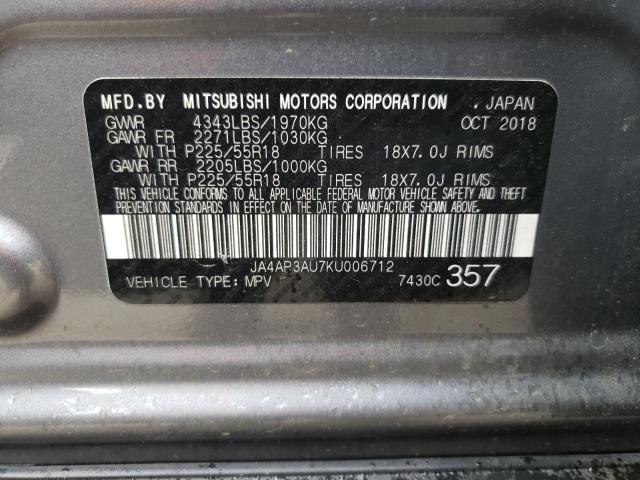 MFD.BY MITSUBISHI MOTORS CORPORATION , JAPAN
GVWR 4343LBS/1970KG OCT 2018
GAWR FR 2271LBS/1030KG
WITH P225/55R18 TIRES 18X7.0J RIMS
GAWR RR 2205LBS/1000KG
WITH P225/55R18 TIRES 18X7.0J RIMS
THIS VEHICLE CONFORMS TO ALL APPLICABLE FEDERAL MOTOR VEHICLE SAFETY AND THEFT
PREVENTION STANDARDS IN EFFECT ON THE DATE OF MANUFACTURE SHOWN ABOVE.
JA4AP3AU7KU006712
VEHICLE TYPE: MPV 7430C 357